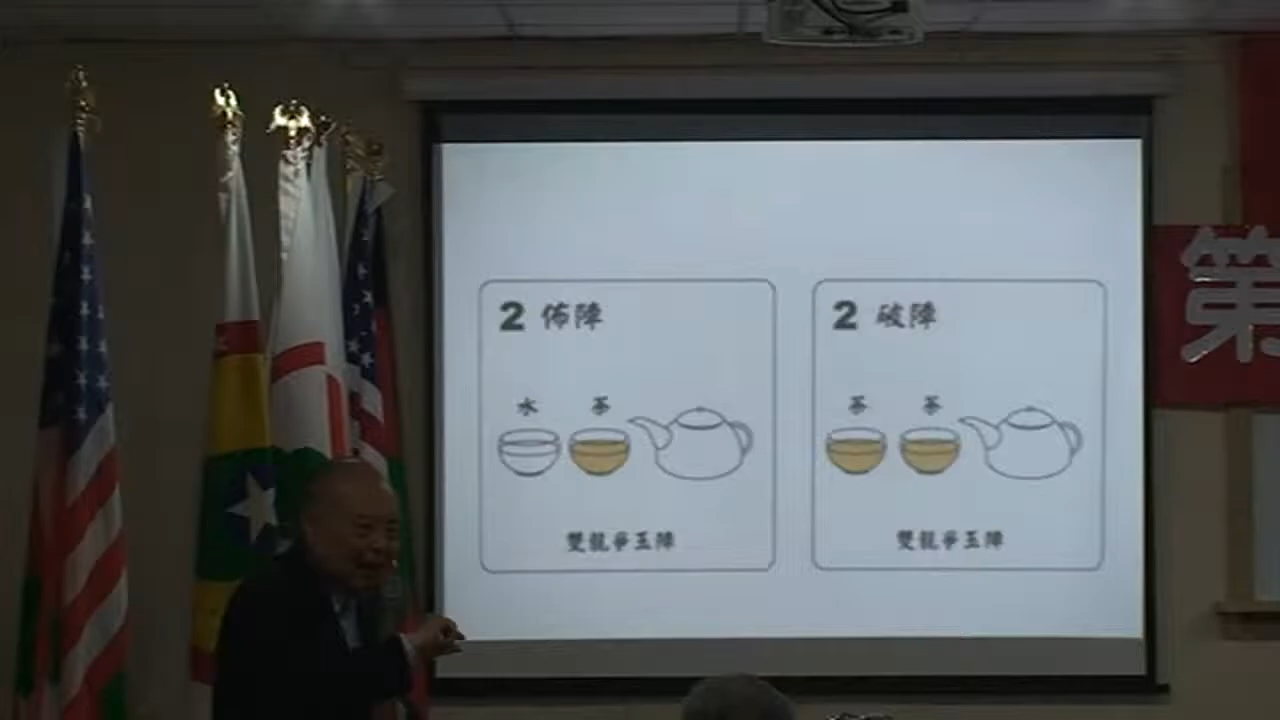 2 佈陣
水 茶
雙龍爭玉陣
2 破陣
茶 茶
雙龍爭玉陣
第